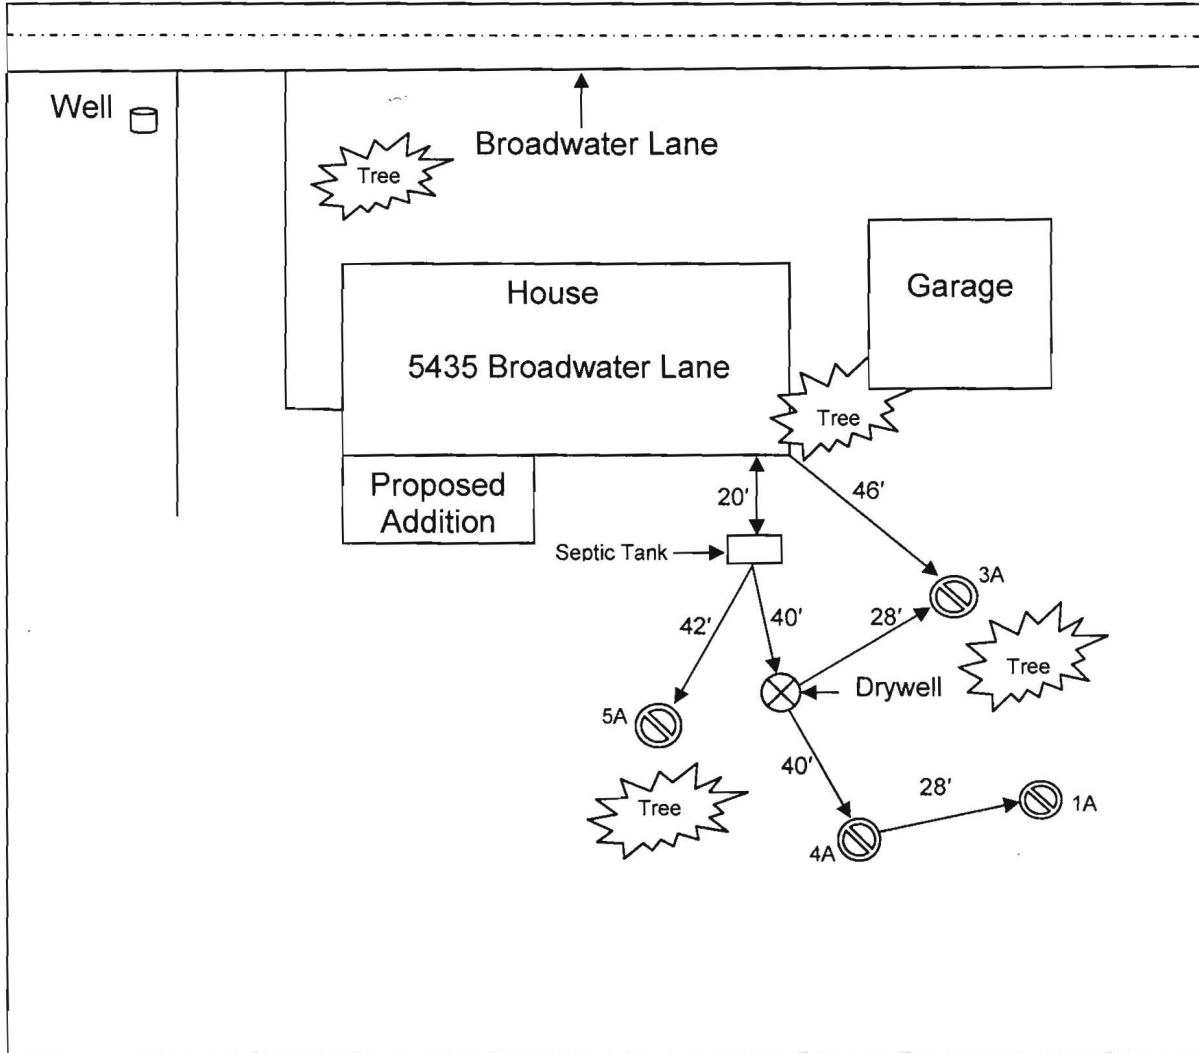 Well
Broadwater Lane
Tree
House
Garage
5435 Broadwater Lane
Tree
Proposed
Addition
20'
46'
Septic Tank
3A
42'
40'
28'
Tree
Drywell
5A
40'
28'
Tree
1A
4A